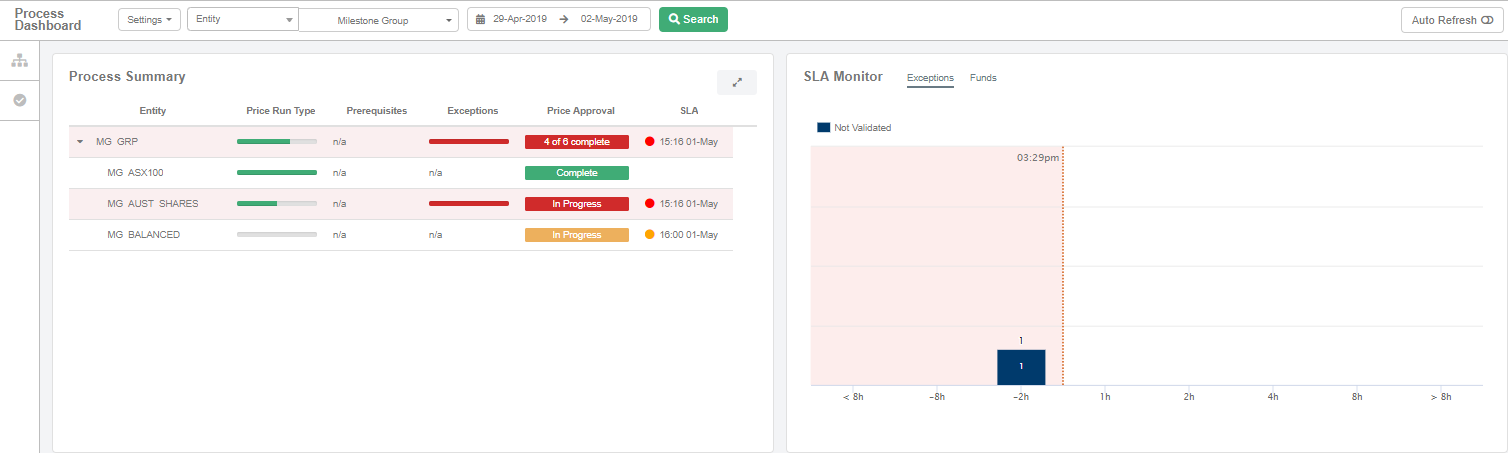 Process Dashboard
Settings
Entity
Milestone Group
29-Apr-2019 → 02-May-2019
Search
Auto Refresh
Process Summary
Entity Price Run Type Prerequisites Exceptions Price Approval SLA
MG GRP n/a 4 of 6 complete 15:16 01-May
MG ASX100 n/a n/a Complete
MG AUST SHARES n/a In Progress 15:16 01-May
MG BALANCED n/a n/a In Progress 16:00 01-May
SLA Monitor Exceptions Funds
Not Validated
03:29pm
1
1
< 8h -8h -2h 1h 2h 4h 8h > 8h